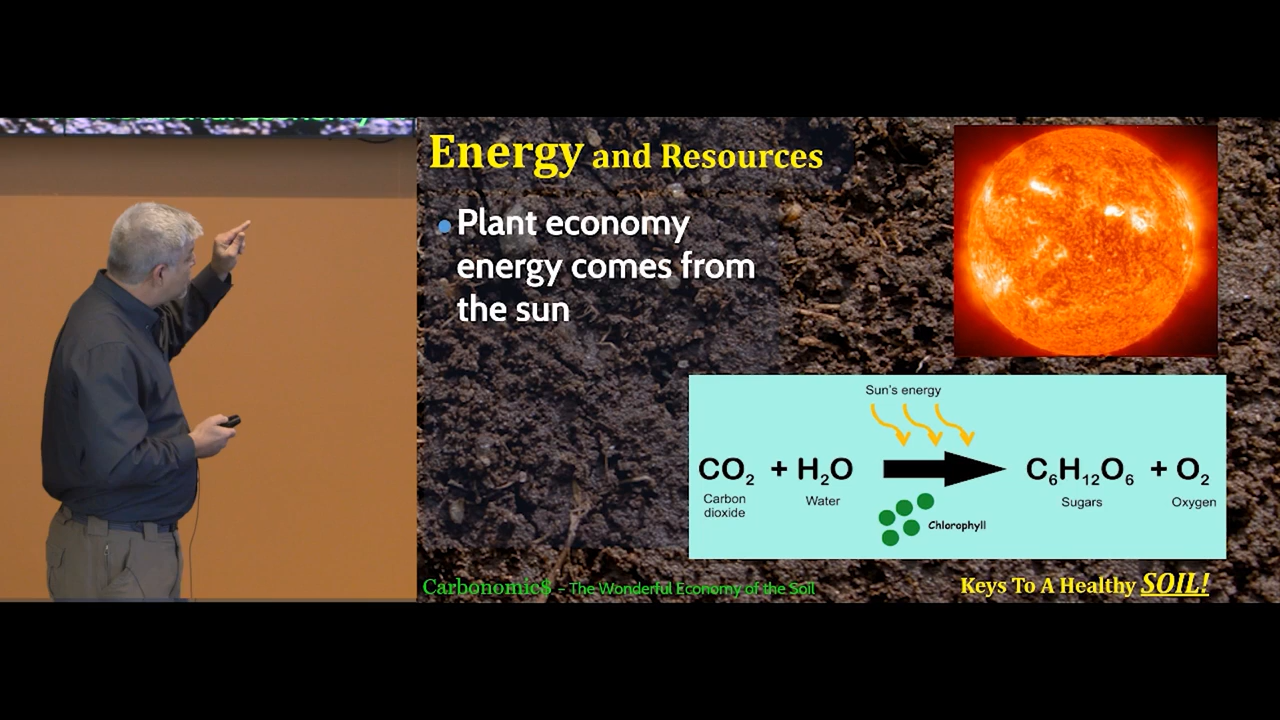 Energy and Resources
Plant economy
energy comes from
the sun
Sun's energy
CO₂ + H₂O C₆H₁₂O₆ + O₂
Carbon
dioxide
Water
Sugars
Oxygen
Chlorophyll
Carbonomic$ – The Wonderful Economy of the Soil
Keys To A Healthy SOIL!